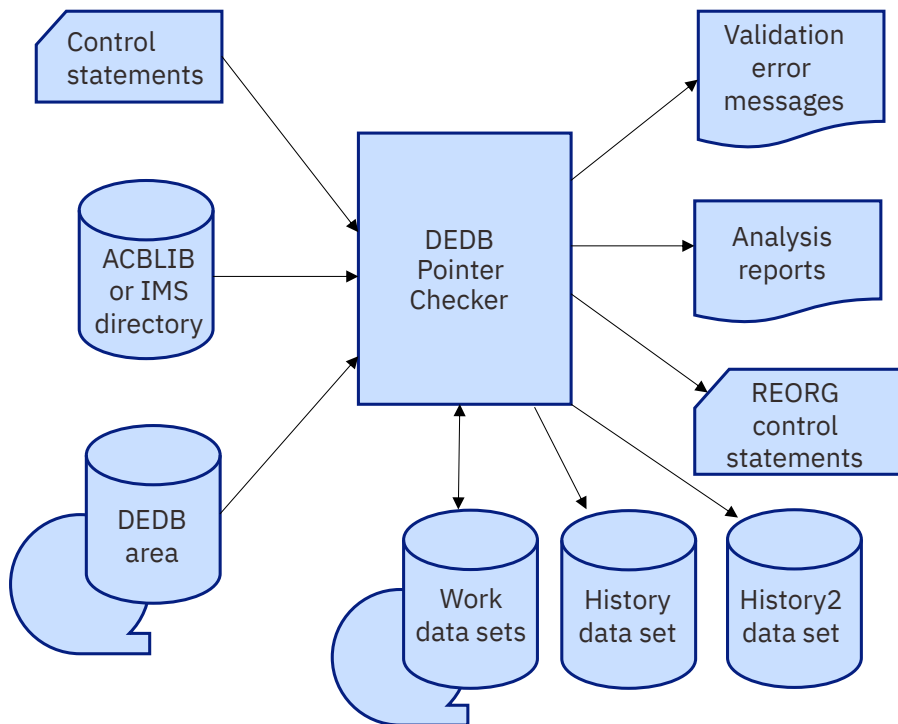 Control
statements
Validation
error
messages
ACBLIB
or IMS
directory
DEDB
Pointer
Checker
Analysis
reports
REORG
control
statements
DEDB
area
Work
data sets
History
data set
History2
data set